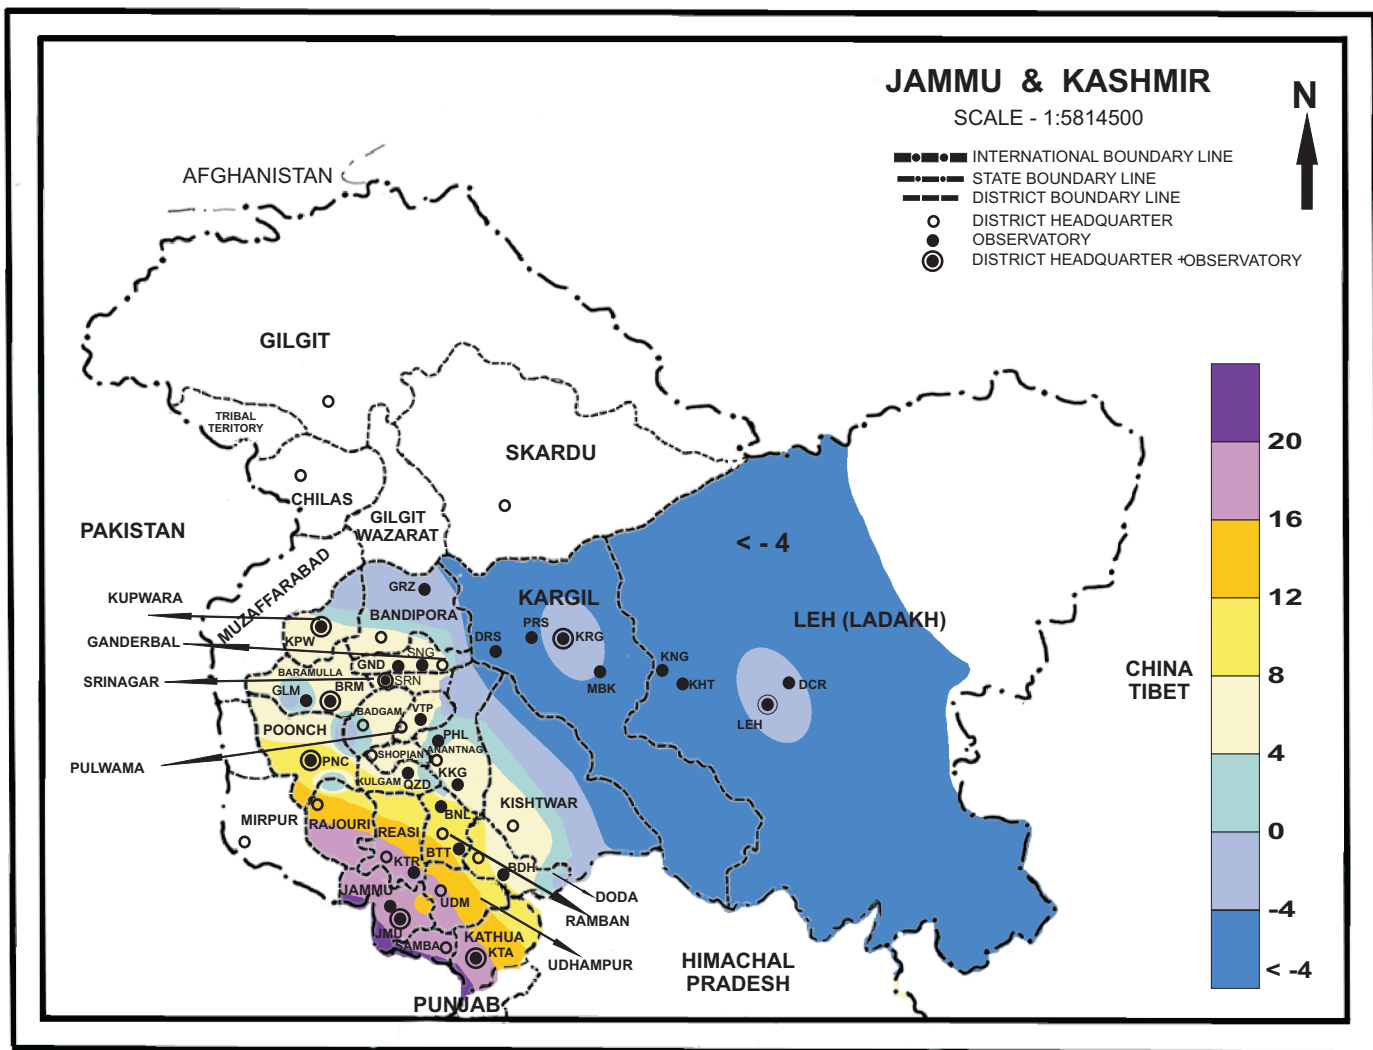 JAMMU & KASHMIR
SCALE - 1:5814500
N
INTERNATIONAL BOUNDARY LINE
STATE BOUNDARY LINE
DISTRICT BOUNDARY LINE
DISTRICT HEADQUARTER
OBSERVATORY
DISTRICT HEADQUARTER +OBSERVATORY
AFGHANISTAN
GILGIT
TRIBAL
TERITORY
SKARDU
CHILAS
GILGIT
WAZARAT
PAKISTAN
MUZAFFARABAD
< - 4
KUPWARA
GRZ
BANDIPORA
KARGIL
LEH (LADAKH)
GANDERBAL
KPW
DRS
PRS
KRG
SNG
GND
SRINAGAR
BARAMULLA
SRN
KNG
KHT
MBK
DCR
GLM
BRM
LEH
BADGAM
VTP
POONCH
PHL
PULWAMA
PNC
SHOPIAN
ANANTNAG
KULGAM
QZD
KKG
KISHTWAR
MIRPUR
RAJOURI
REASI
BNL
BTT
KTR
BDH
DODA
JAMMU
UDM
RAMBAN
JMU
SAMBA
KATHUA
KTA
UDHAMPUR
HIMACHAL
PRADESH
PUNJAB
CHINA
TIBET
20
16
12
8
4
0
-4
< -4